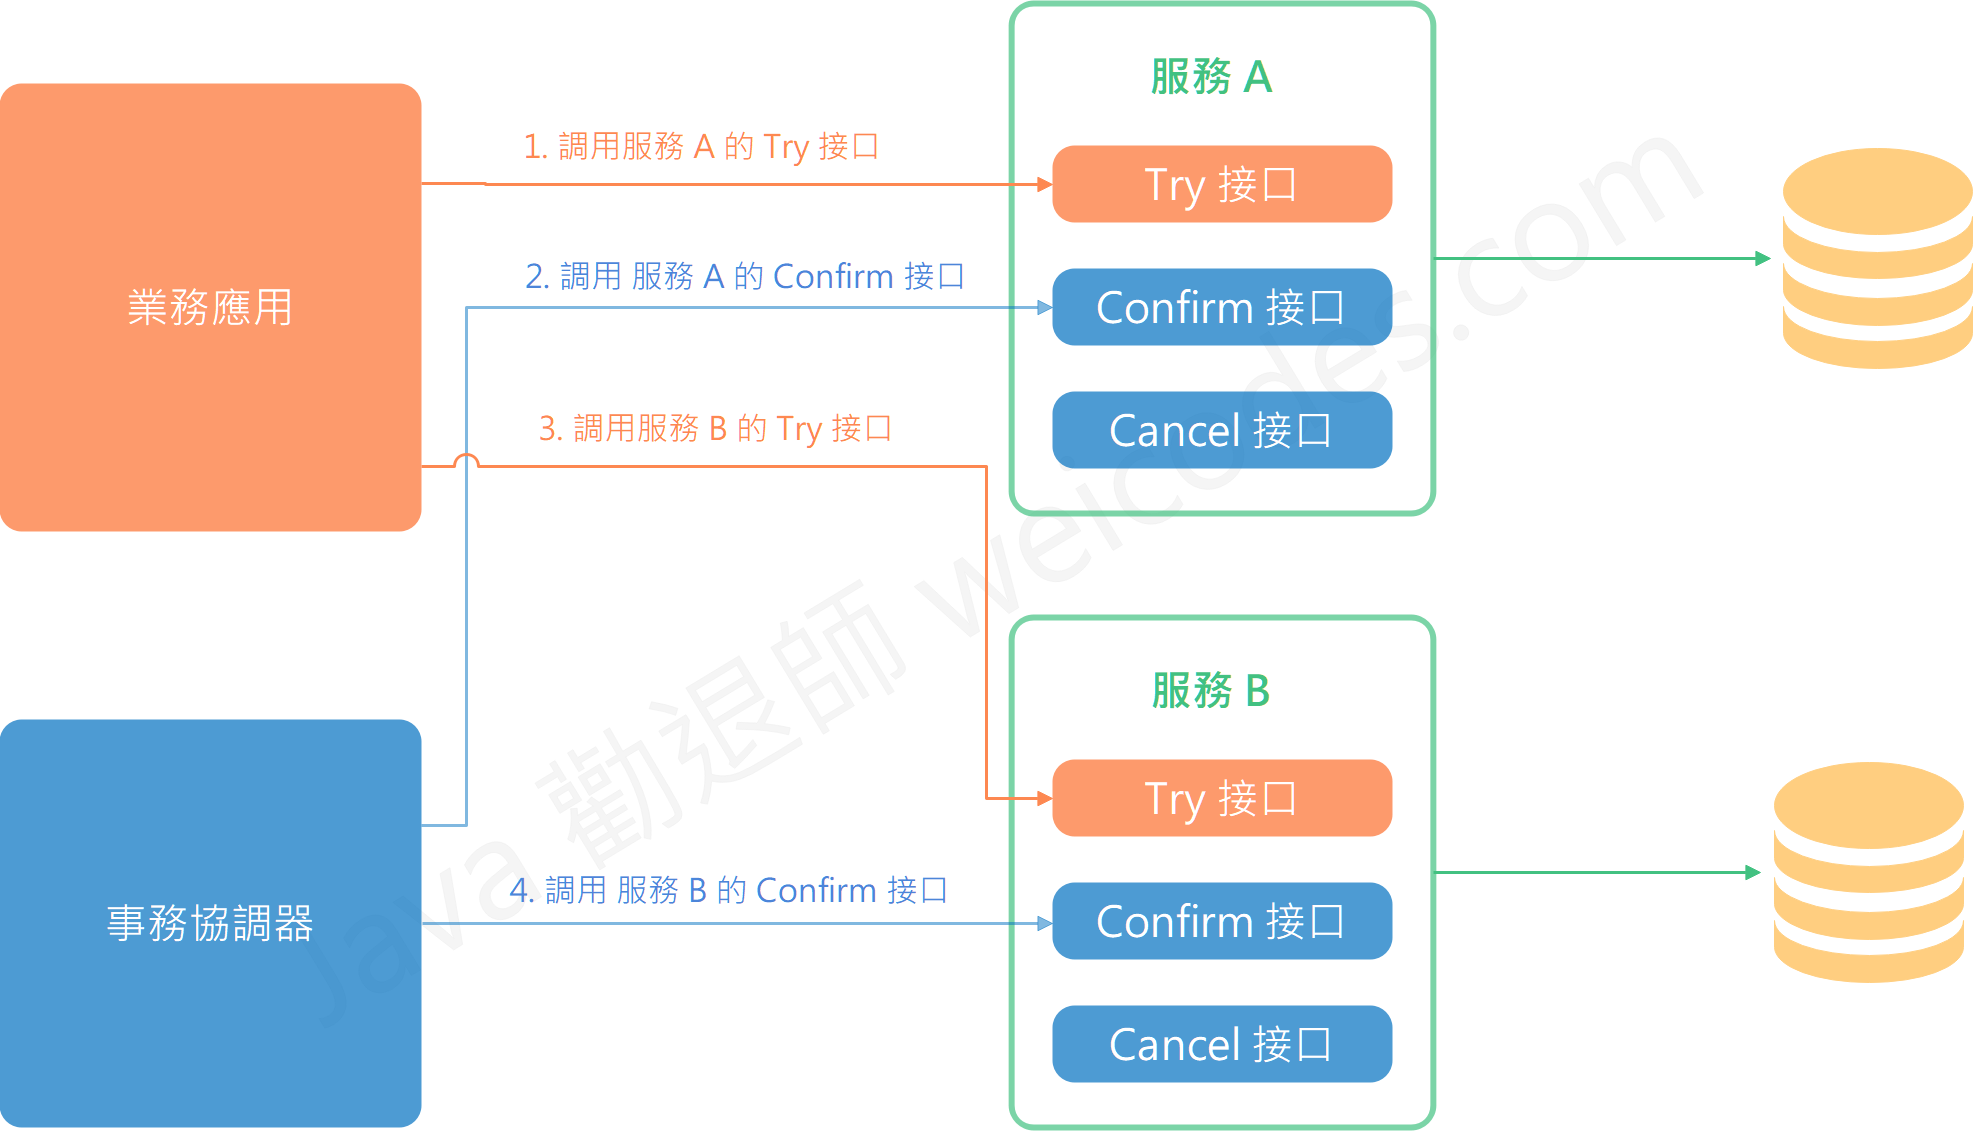 服務 A
1. 調用服務 A 的 Try 接口
Try 接口
2. 調用 服務 A 的 Confirm 接口
Confirm 接口
業務應用
3. 調用服務 B 的 Try 接口
Cancel 接口
服務 B
Try 接口
4. 調用 服務 B 的 Confirm 接口
Confirm 接口
事務協調器
Cancel 接口
Java 勸退師 weicodes.com